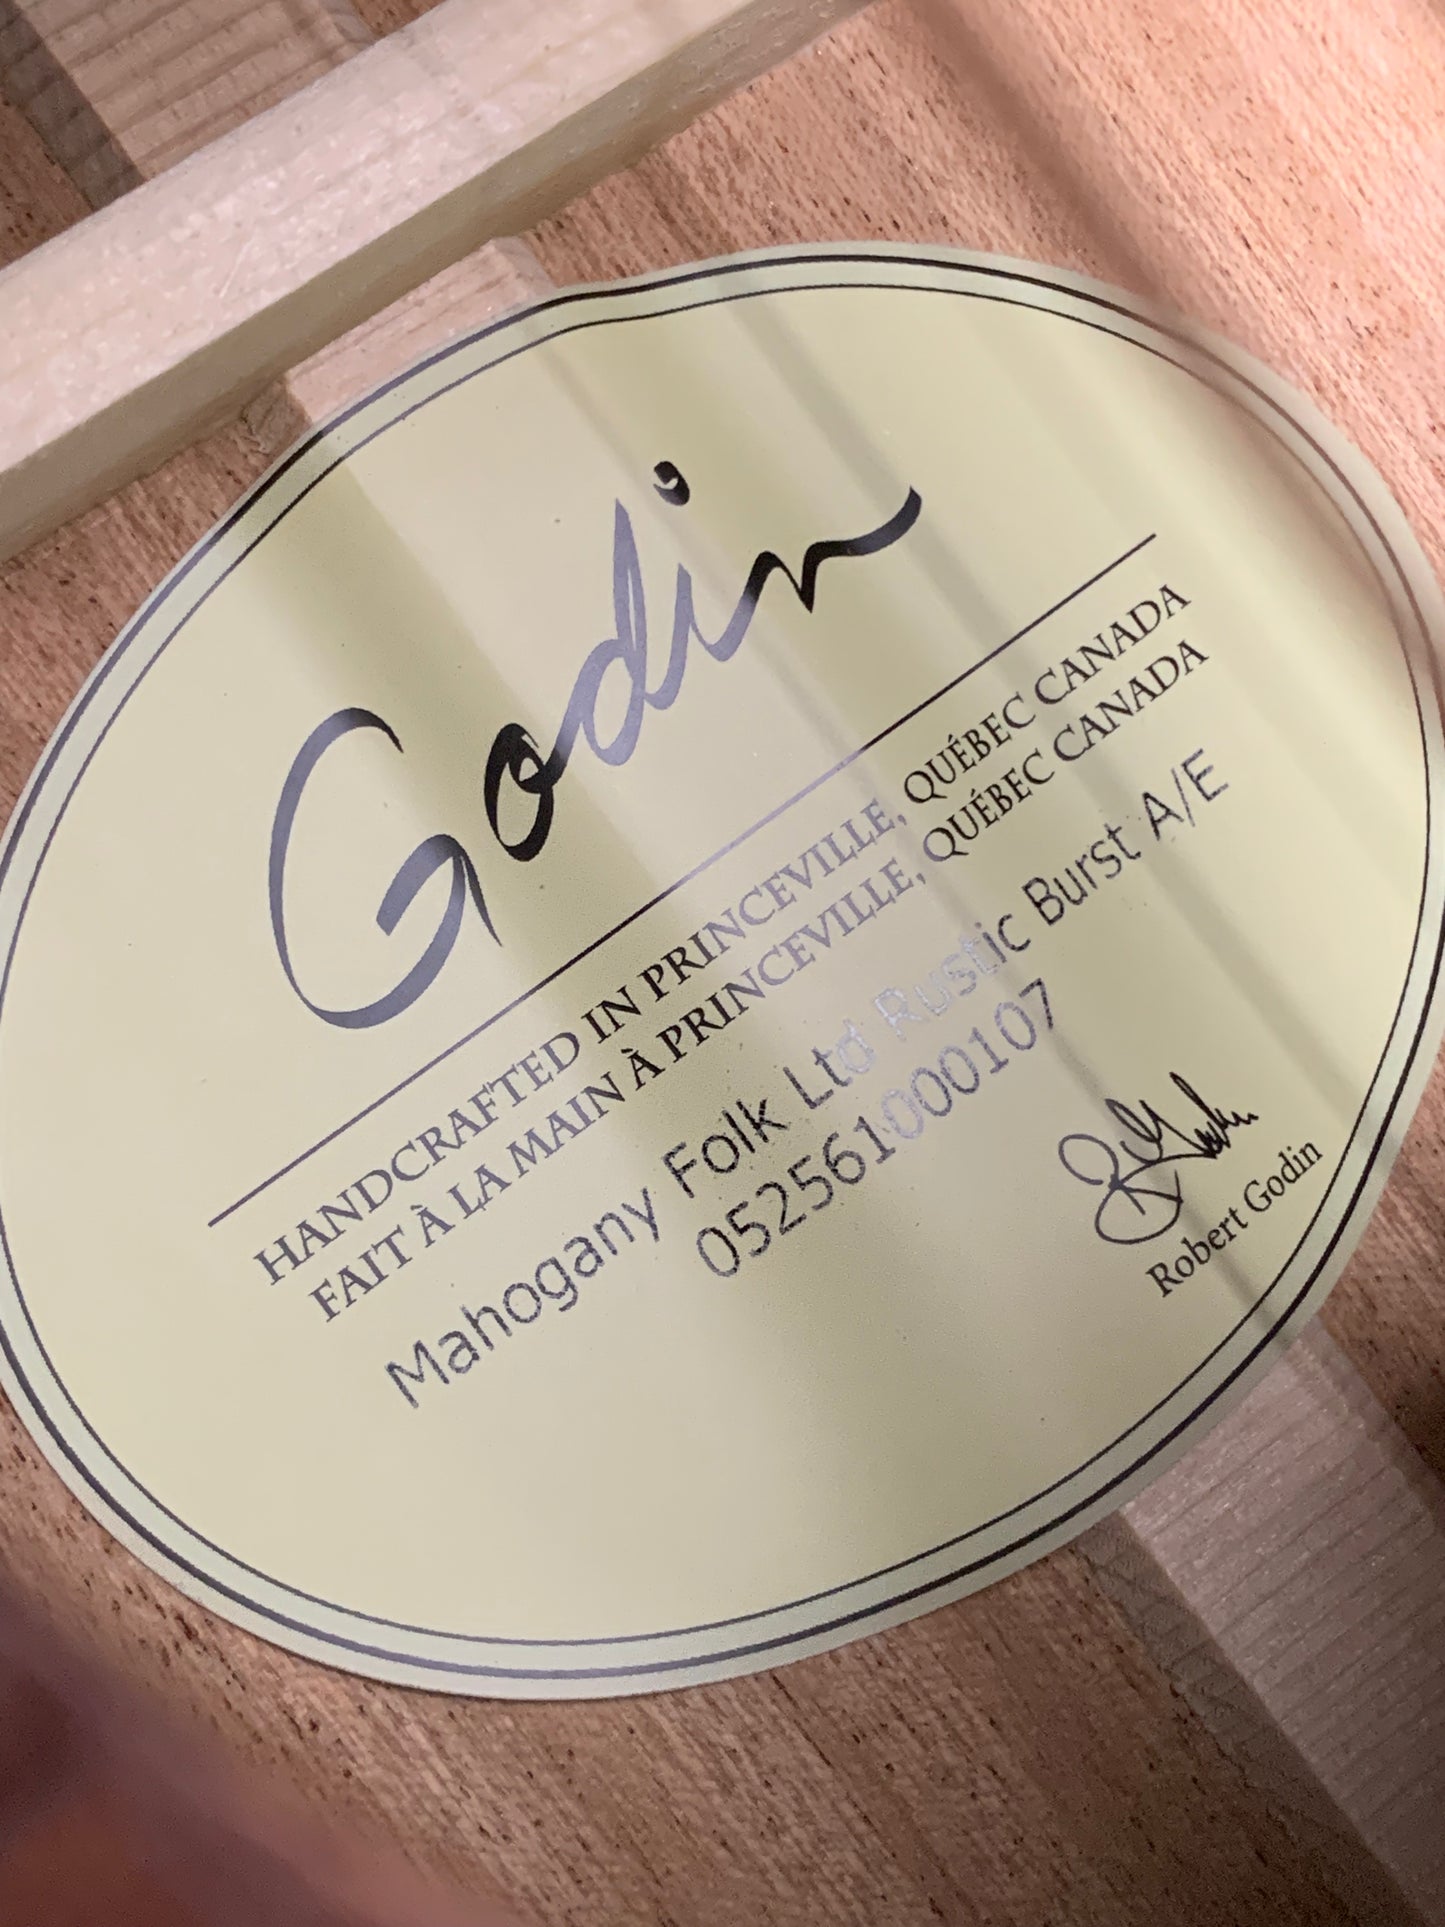 Godin
HANDCRAFTED IN PRINCEVILLE, QUÉBEC CANADA
FAIT À LA MAIN À PRINCEVILLE, QUÉBEC CANADA
Mahogany Folk Ltd Rustic Burst A/E
052561000107
Robert Godin